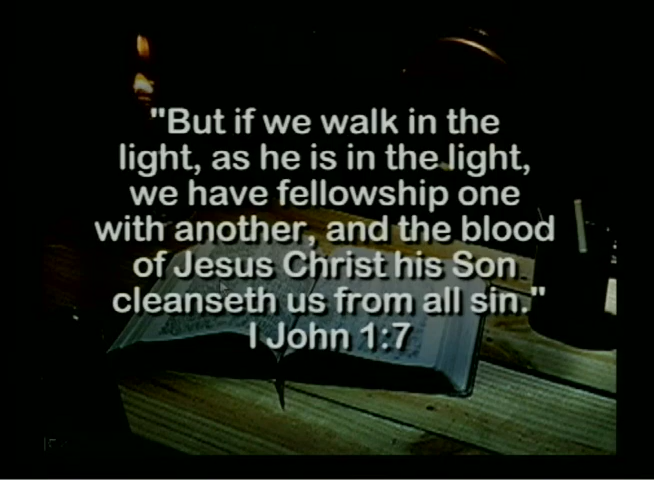 "But if we walk in the
light, as he is in the light,
we have fellowship one
with another, and the blood
of Jesus Christ his Son
cleanseth us from all sin."
I John 1:7